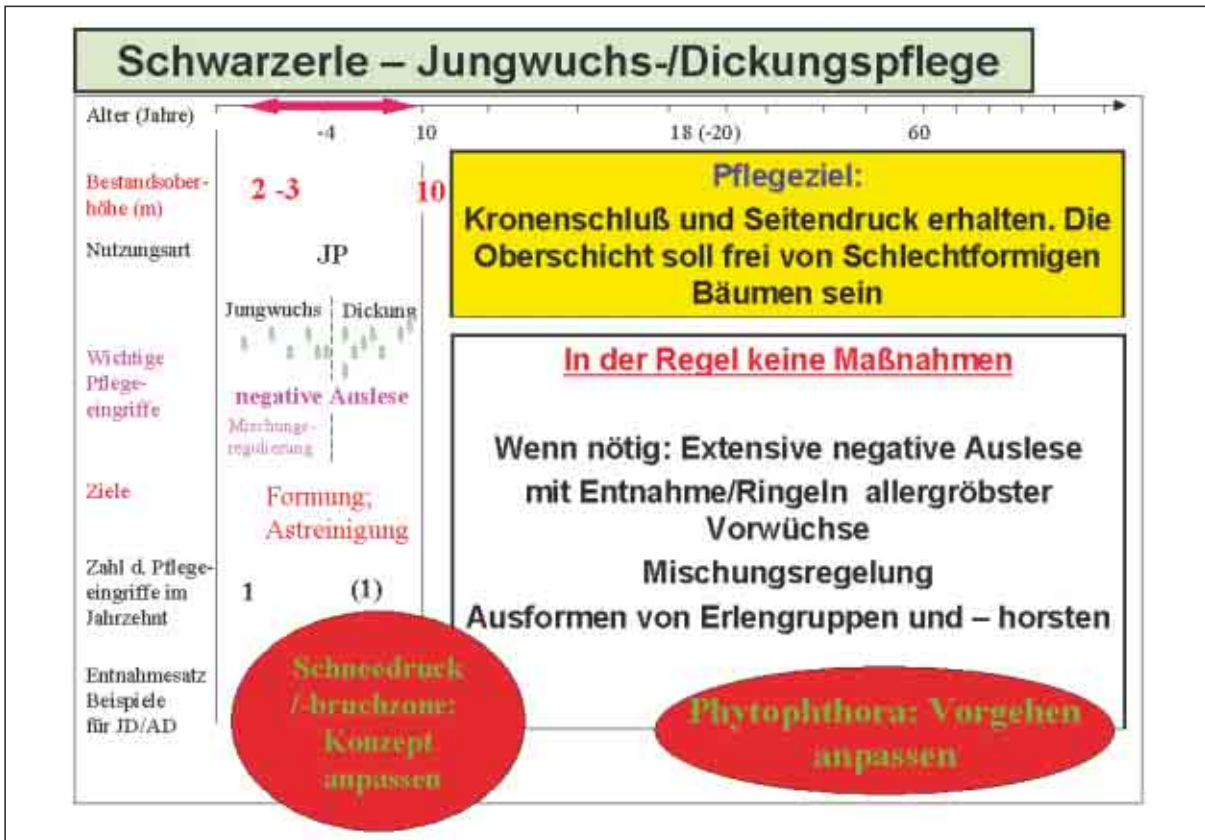 Schwarzerle – Jungwuchs-/Dickungspflege
Alter (Jahre)
-4
10
18 (-20)
60
Bestandsober-
höhe (m)
2 -3
10
Nutzungsart
JP
Jungwuchs
Dickung
Wichtige
Pflege-
eingriffe
negative Auslese
Mischungs-
regulierung
Ziele
Formung;
Astreinigung
Zahl d. Pflege-
eingriffe im
Jahrzehnt
1
(1)
Entnahmesatz
Beispiele
für JD/AD
Schneedruck
/-bruchzone:
Konzept
anpassen
Pflegeziel:
Kronenschluß und Seitendruck erhalten. Die
Oberschicht soll frei von Schlechtformigen
Bäumen sein
In der Regel keine Maßnahmen
Wenn nötig: Extensive negative Auslese
mit Entnahme/Ringeln allergröbster
Vorwüchse
Mischungsregelung
Ausformen von Erlengruppen und – horsten
Phytophthora: Vorgehen
anpassen